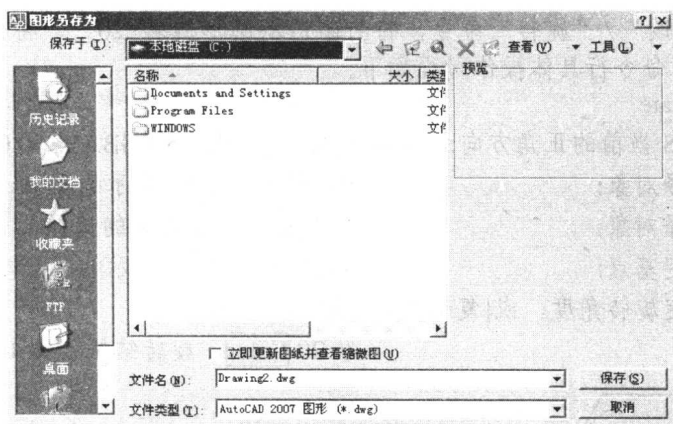 图形另存为
保存于(I):
本地磁盘 (C:)
查看(V)
工具(L)
名称
大小
类型
预览
Documents and Settings
文件
Program Files
文件
WINDOWS
文件
历史记录
我的文档
收藏夹
FTP
桌面
立即更新图纸并查看缩微图(U)
文件名(N):
Drawing2.dwg
保存(S)
文件类型(T):
AutoCAD 2007 图形 (*.dwg)
取消